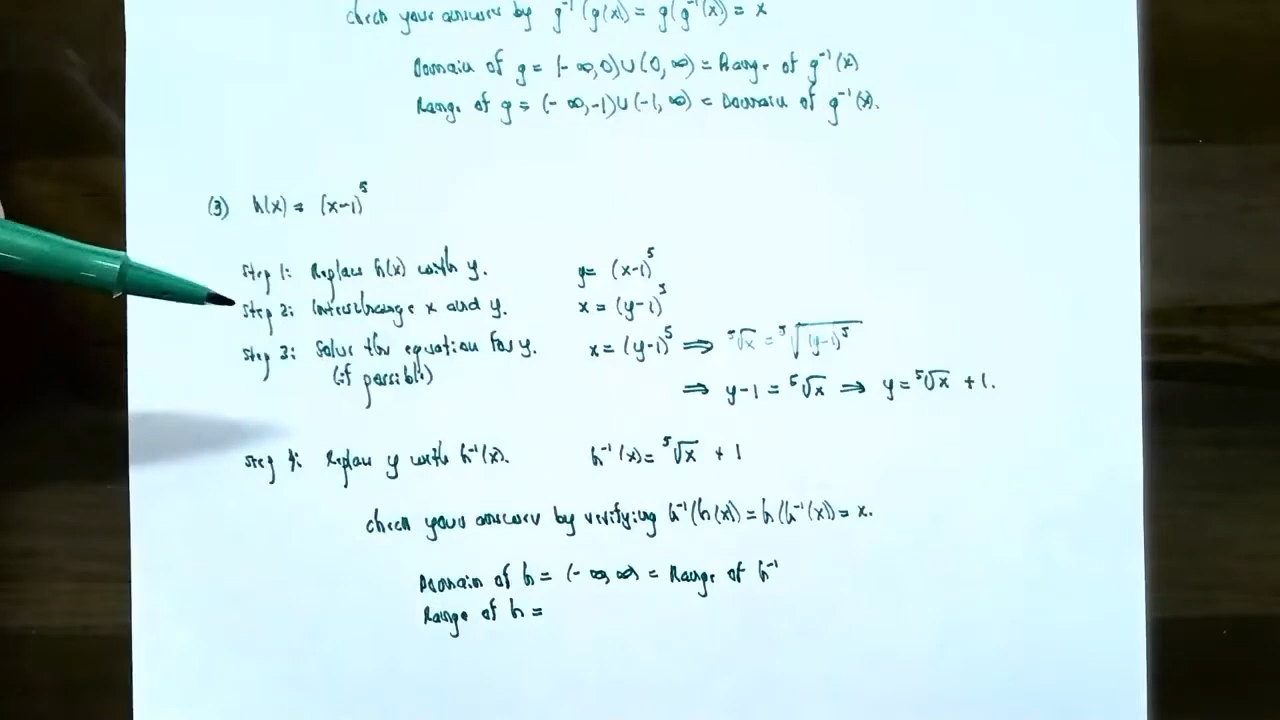 check your answer by g⁻¹(g(x)) = g(g⁻¹(x)) = x
Domain of g = (-∞,0)∪(0,∞) = Range of g⁻¹(x)
Range of g = (-∞,-1)∪(-1,∞) = Domain of g⁻¹(x).
(3) h(x) = (x-1)⁵
Step 1: Replace h(x) with y. y = (x-1)⁵
Step 2: Interchange x and y. x = (y-1)⁵
Step 3: Solve the equation for y. x = (y-1)⁵ ⇒ ⁵√x = ⁵√(y-1)⁵
(if possible) ⇒ y-1 = ⁵√x ⇒ y = ⁵√x + 1.
Step 4: Replace y with h⁻¹(x). h⁻¹(x) = ⁵√x + 1
check your answer by verifying h⁻¹(h(x)) = h(h⁻¹(x)) = x.
Domain of h = (-∞,∞) = Range of h⁻¹
Range of h =